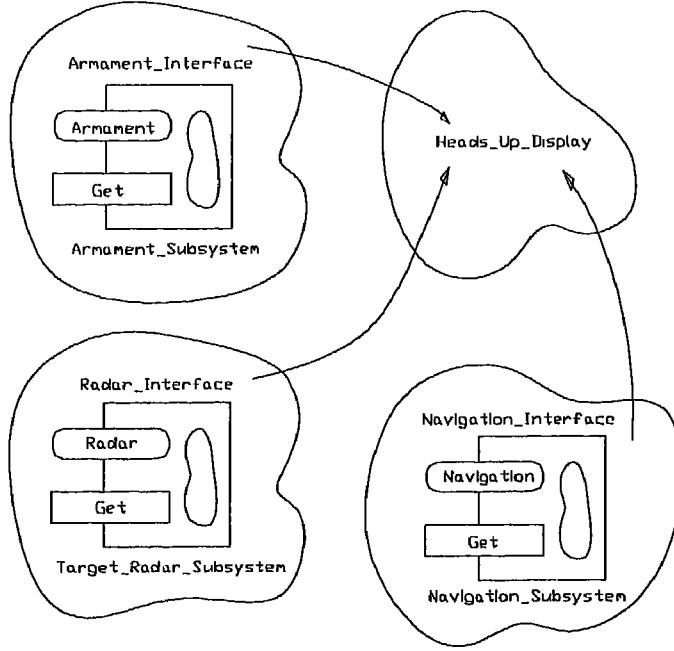 Armament_Interface
Armament
Get
Armament_Subsystem
Heads_Up_Display
Radar_Interface
Radar
Get
Target_Radar_Subsystem
Navigation_Interface
Navigation
Get
Navigation_Subsystem